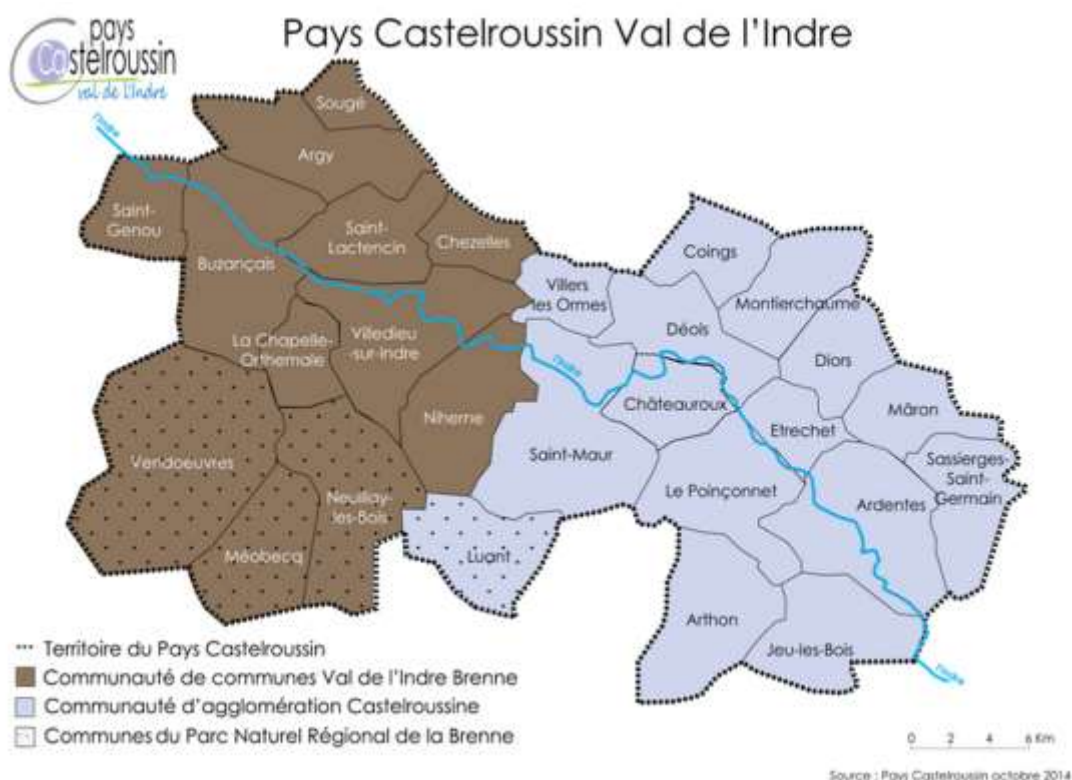 pays
Castelroussin
val de l'Indre
Pays Castelroussin Val de l'Indre
Sougé
l'Indre
Argy
Saint-
Genou
Saint-
Lactencin
Chezelles
Coings
Buzançais
Villers
les Ormes
Montierchaume
La Chapelle-
Orthemale
Villedieu
-sur-Indre
Déols
l'Indre
Diors
Niherne
Châteauroux
Mâron
Etrechet
Vendoeuvres
Saint-Maur
Sassierges-
Saint-
Germain
Le Poinçonnet
Neuillay-
les-Bois
Ardentes
Méobecq
Luant
Arthon
Jeu-les-Bois
l'Indre
Territoire du Pays Castelroussin
Communauté de communes Val de l'Indre Brenne
Communauté d'agglomération Castelroussine
Communes du Parc Naturel Régional de la Brenne
0 2 4 6 Km
Source : Pays Castelroussin octobre 2014